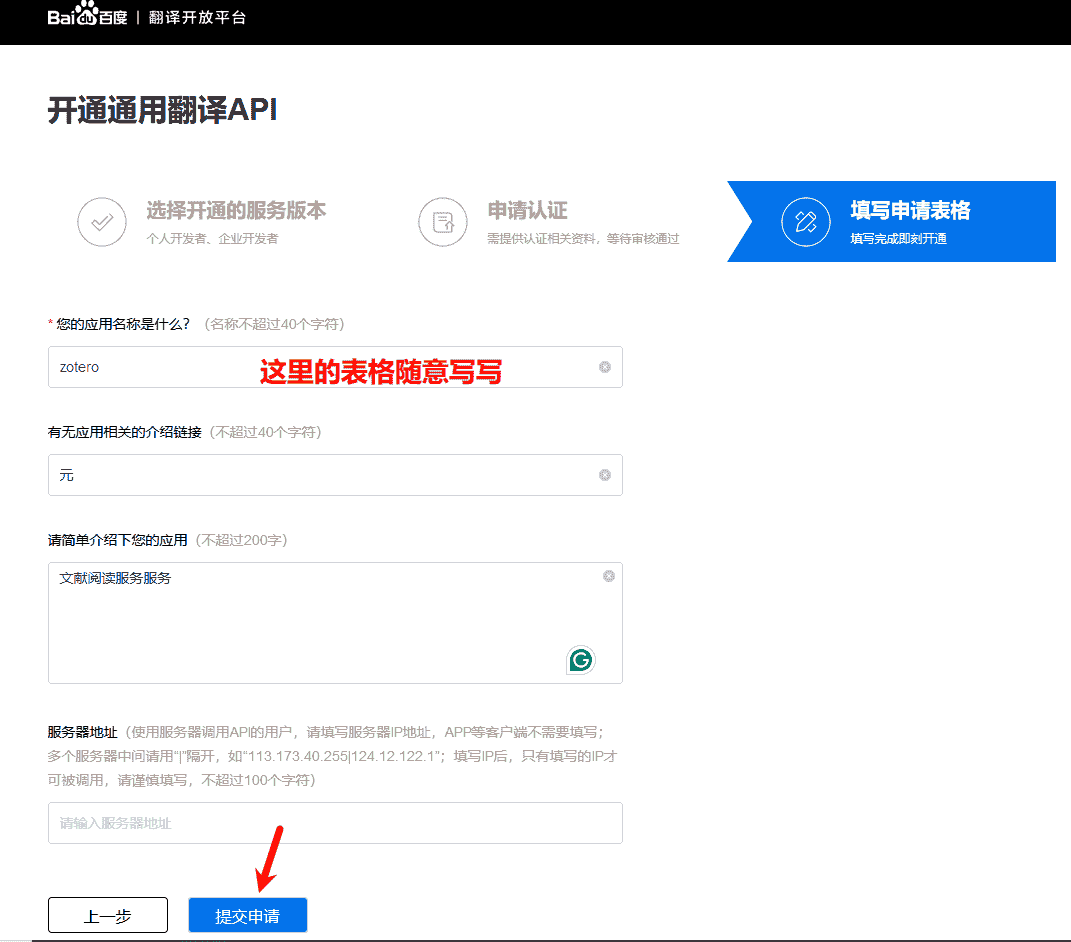 Bai du 百度 | 翻译开放平台
开通通用翻译API
选择开通的服务版本
个人开发者、企业开发者
申请认证
需提供认证相关资料，等待审核通过
填写申请表格
填写完成即刻开通
* 您的应用名称是什么？（名称不超过40个字符）
zotero
这里的表格随意写写
有无应用相关的介绍链接（不超过40个字符）
元
请简单介绍下您的应用（不超过200字）
文献阅读服务服务
服务器地址（使用服务器调用API的用户，请填写服务器IP地址，APP等客户端不需要填写；
多个服务器中间请用“|”隔开，如“113.173.40.255|124.12.122.1”；填写IP后，只有填写的IP才
可被调用，请谨慎填写，不超过100个字符）
请输入服务器地址
上一步
提交申请